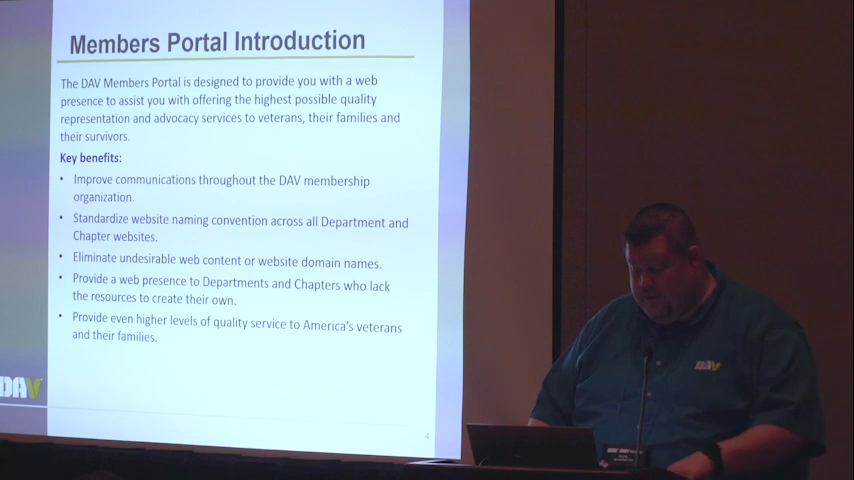 Members Portal Introduction
The DAV Members Portal is designed to provide you with a web
presence to assist you with offering the highest possible quality
representation and advocacy services to veterans, their families and
their survivors.
Key benefits:
• Improve communications throughout the DAV membership
organization.
• Standardize website naming convention across all Department and
Chapter websites.
• Eliminate undesirable web content or website domain names.
• Provide a web presence to Departments and Chapters who lack
the resources to create their own.
• Provide even higher levels of quality service to America's veterans
and their families.
DAV
4
DAV